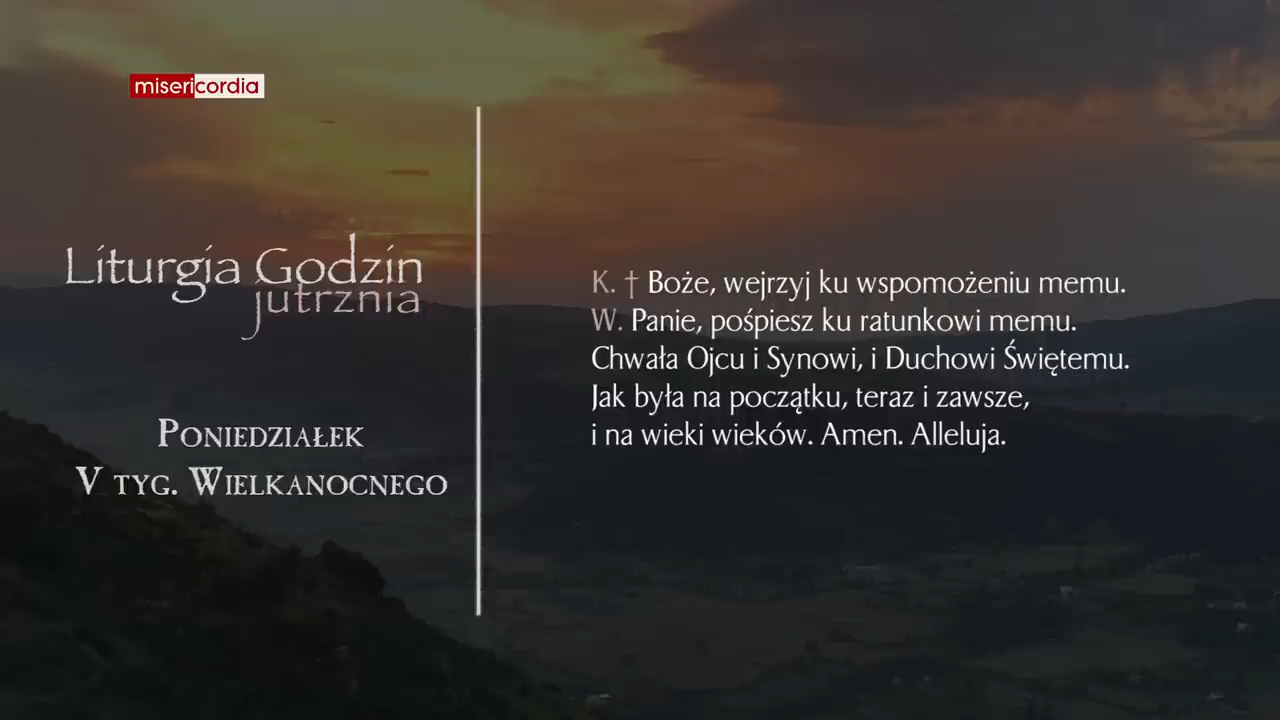 misericordia
Liturgia Godzin
jutrznia
Poniedziałek
V tyg. Wielkanocnego
K. † Boże, wejrzyj ku wspomożeniu memu.
W. Panie, pośpiesz ku ratunkowi memu.
Chwała Ojcu i Synowi, i Duchowi Świętemu.
Jak była na początku, teraz i zawsze,
i na wieki wieków. Amen. Alleluja.